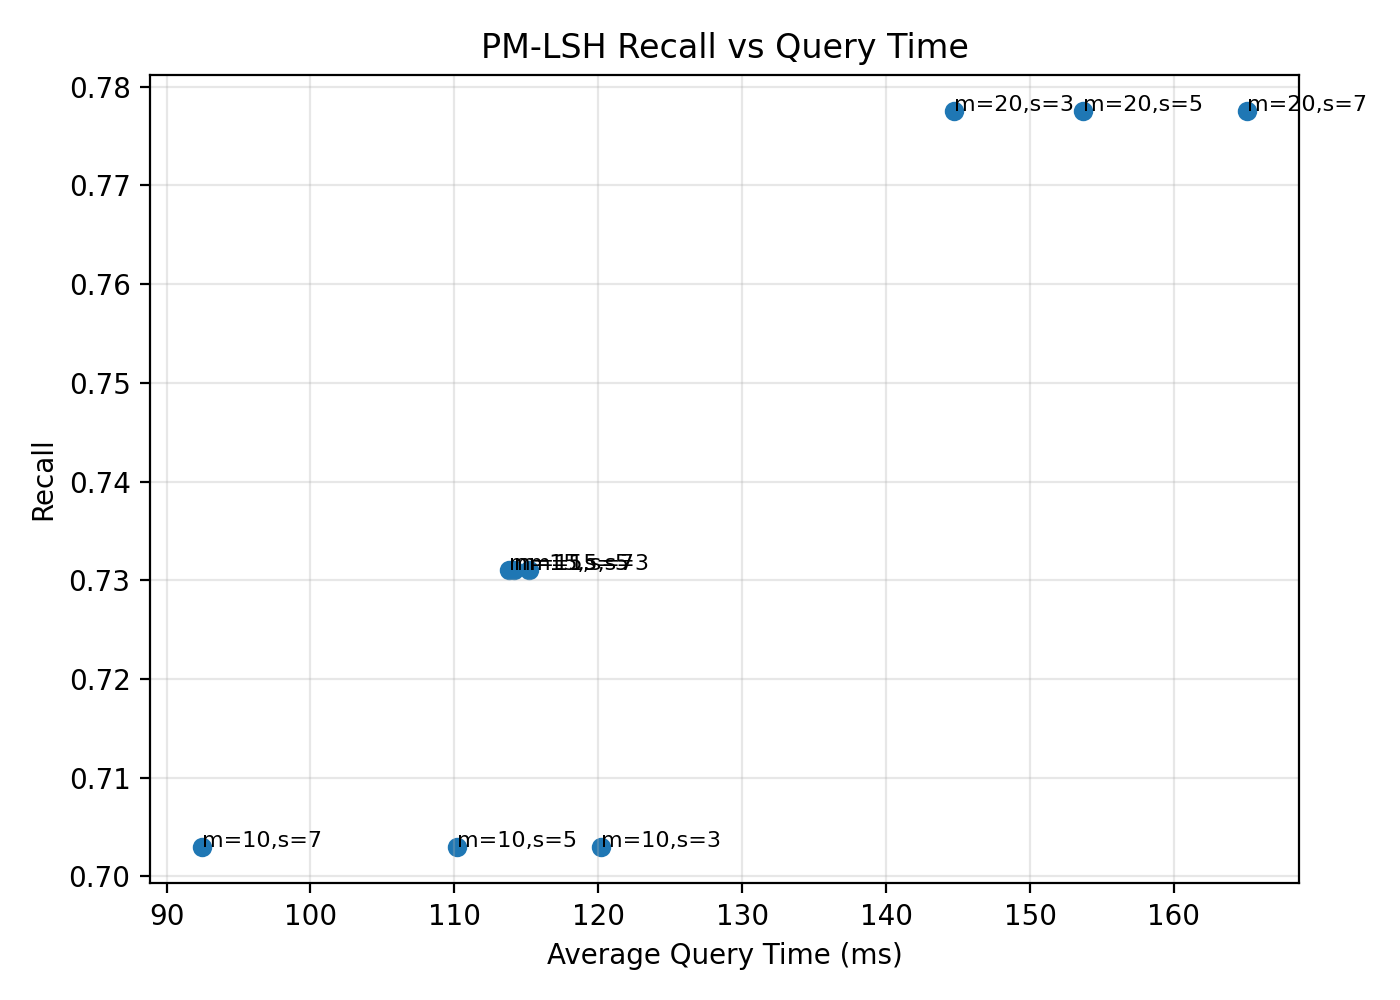 PM-LSH Recall vs Query Time
0.78
m=20,s=3
m=20,s=5
m=20,s=7
0.77
0.76
0.75
0.74
0.73
0.72
0.71
m=10,s=7
m=10,s=5
m=10,s=3
0.70
Recall
90
100
110
120
130
140
150
160
Average Query Time (ms)